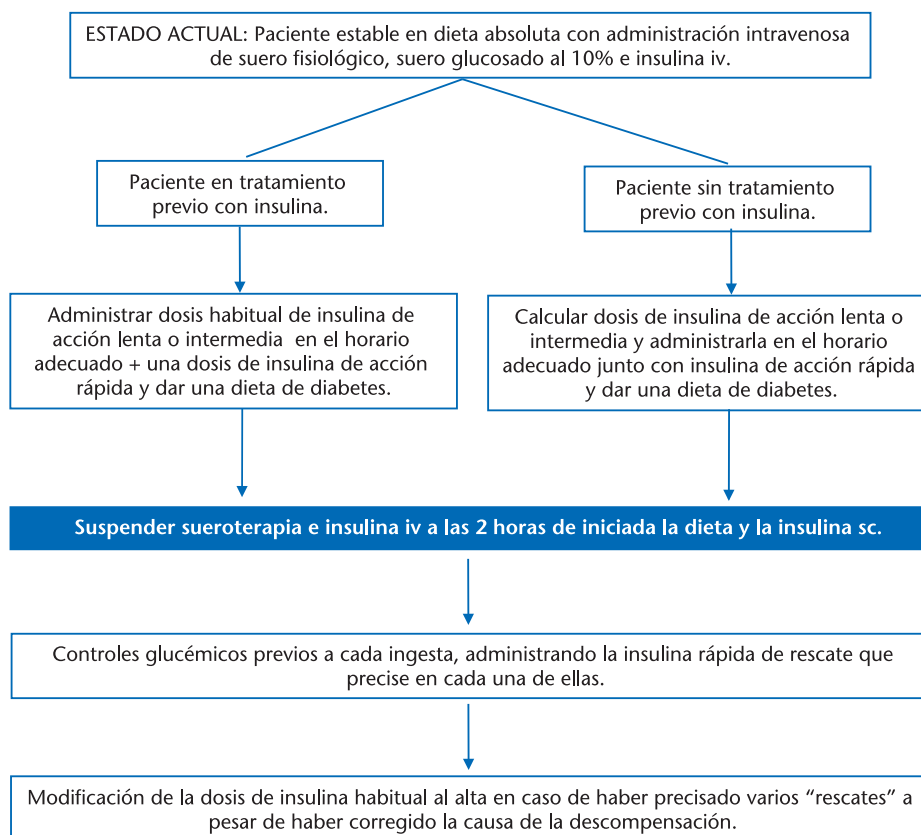 ESTADO ACTUAL: Paciente estable en dieta absoluta con administración intravenosa
de suero fisiológico, suero glucosado al 10% e insulina iv.
Paciente en tratamiento
previo con insulina.
Paciente sin tratamiento
previo con insulina.
Administrar dosis habitual de insulina de
acción lenta o intermedia en el horario
adecuado + una dosis de insulina de acción
rápida y dar una dieta de diabetes.
Calcular dosis de insulina de acción lenta o
intermedia y administrarla en el horario
adecuado junto con insulina de acción rápida
y dar una dieta de diabetes.
Suspender sueroterapia e insulina iv a las 2 horas de iniciada la dieta y la insulina sc.
Controles glucémicos previos a cada ingesta, administrando la insulina rápida de rescate que
precise en cada una de ellas.
Modificación de la dosis de insulina habitual al alta en caso de haber precisado varios “rescates” a
pesar de haber corregido la causa de la descompensación.